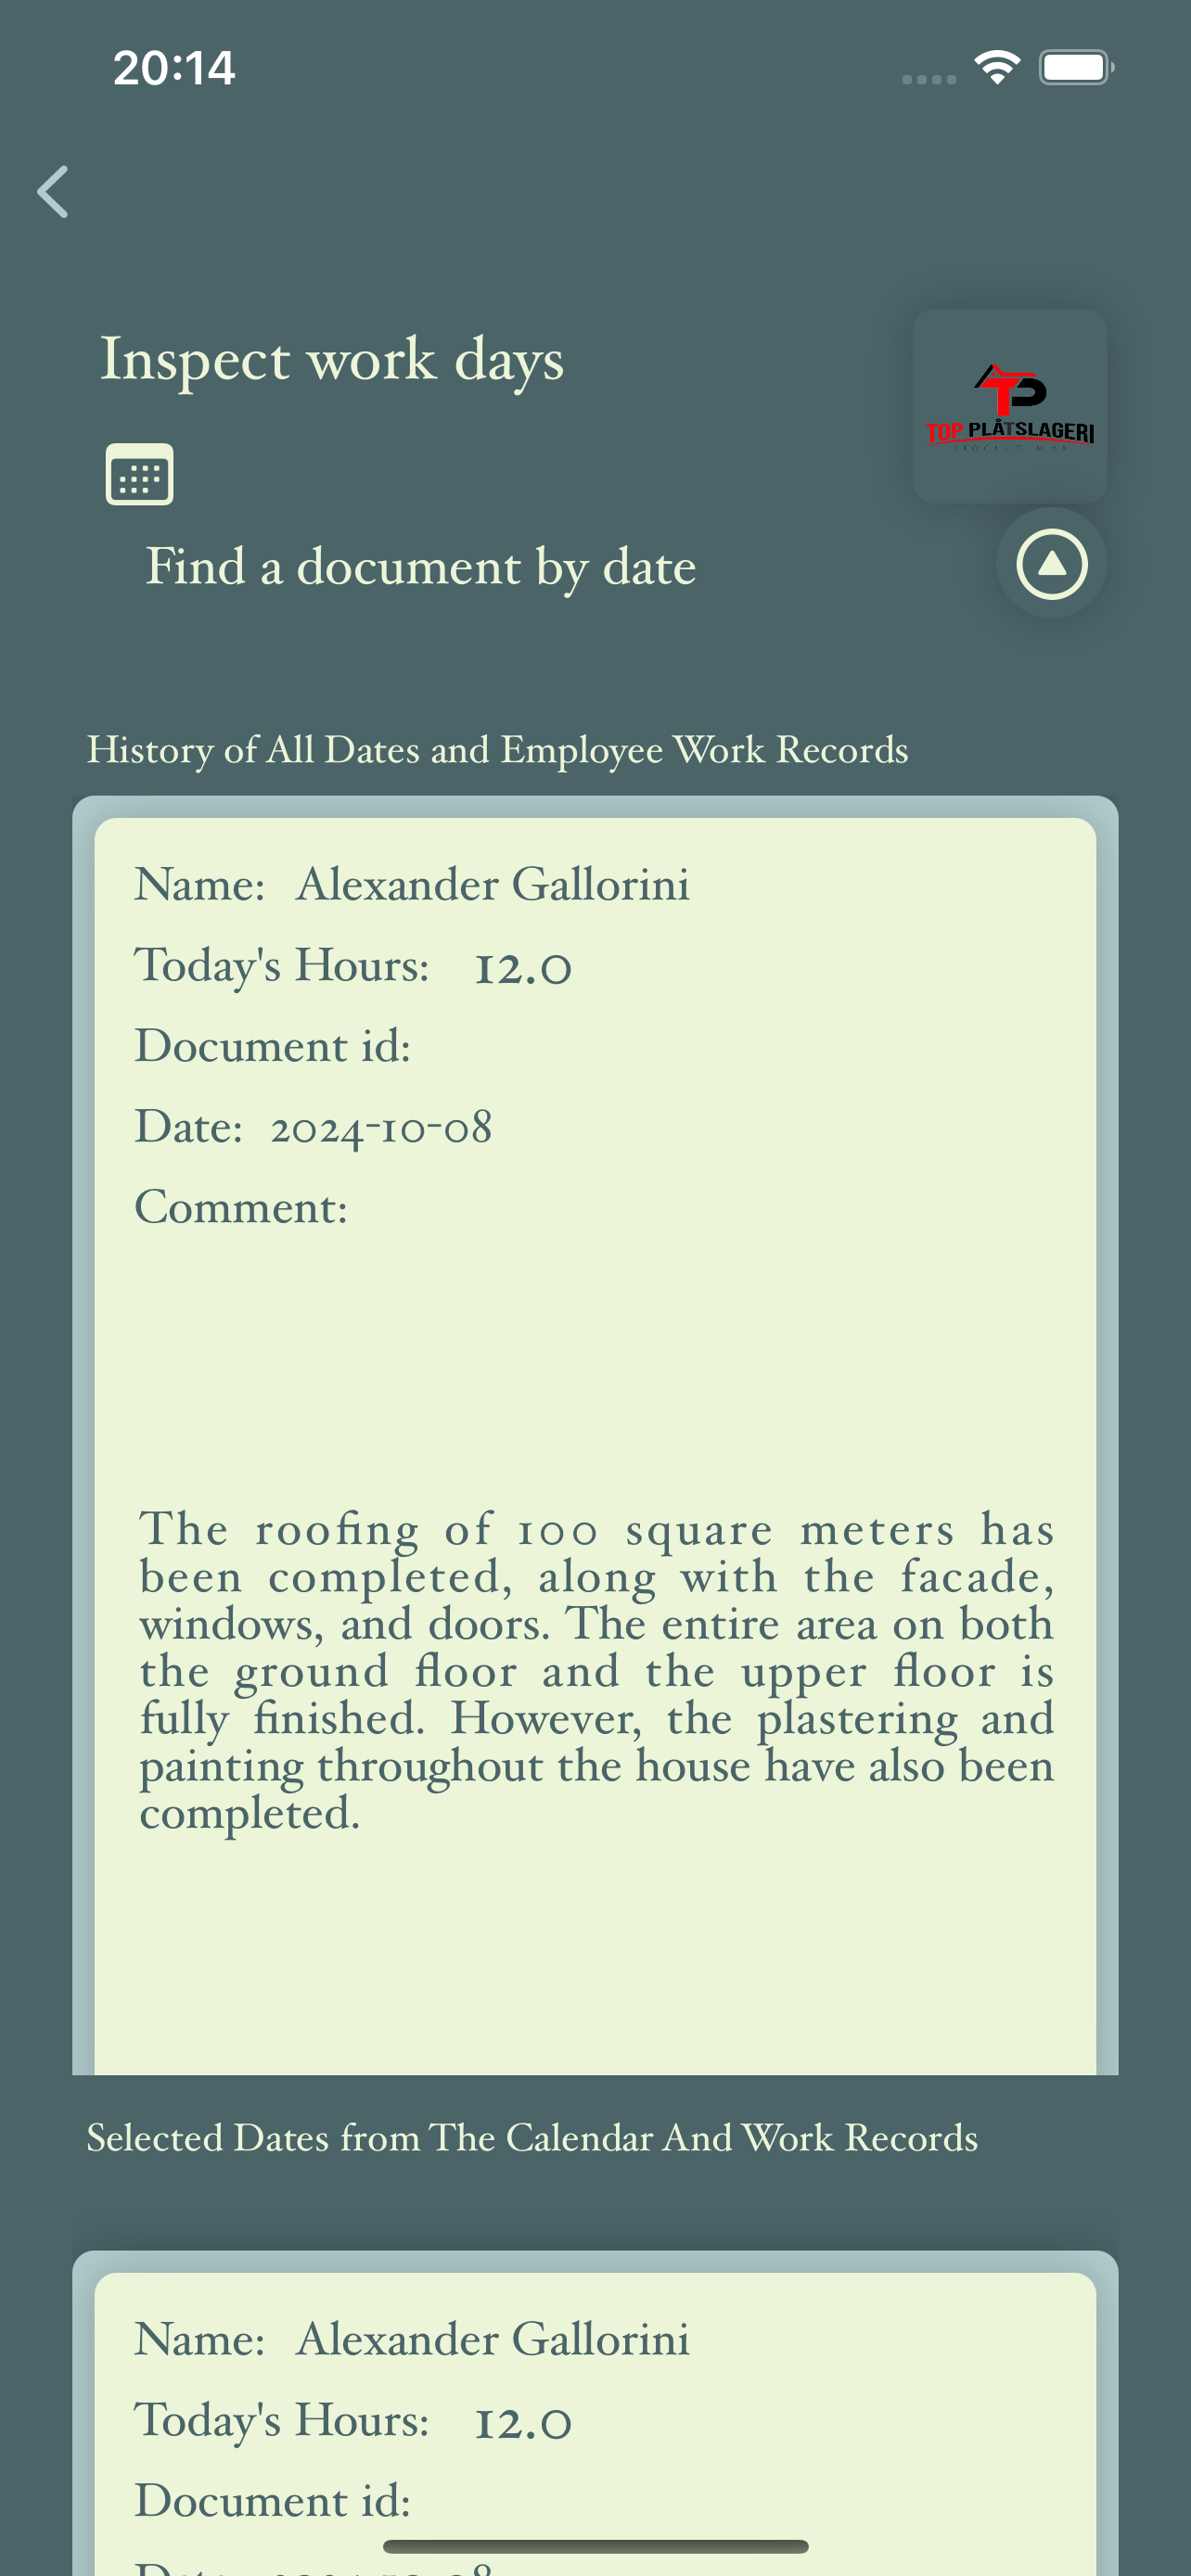 20:14
Inspect work days
TOP PLÅTSLAGERI
Find a document by date
History of All Dates and Employee Work Records
Name: Alexander Gallorini
Today's Hours: 12.0
Document id:
Date: 2024-10-08
Comment:
The roofing of 100 square meters has
been completed, along with the facade,
windows, and doors. The entire area on both
the ground floor and the upper floor is
fully finished. However, the plastering and
painting throughout the house have also been
completed.
Selected Dates from The Calendar And Work Records
Name: Alexander Gallorini
Today's Hours: 12.0
Document id: